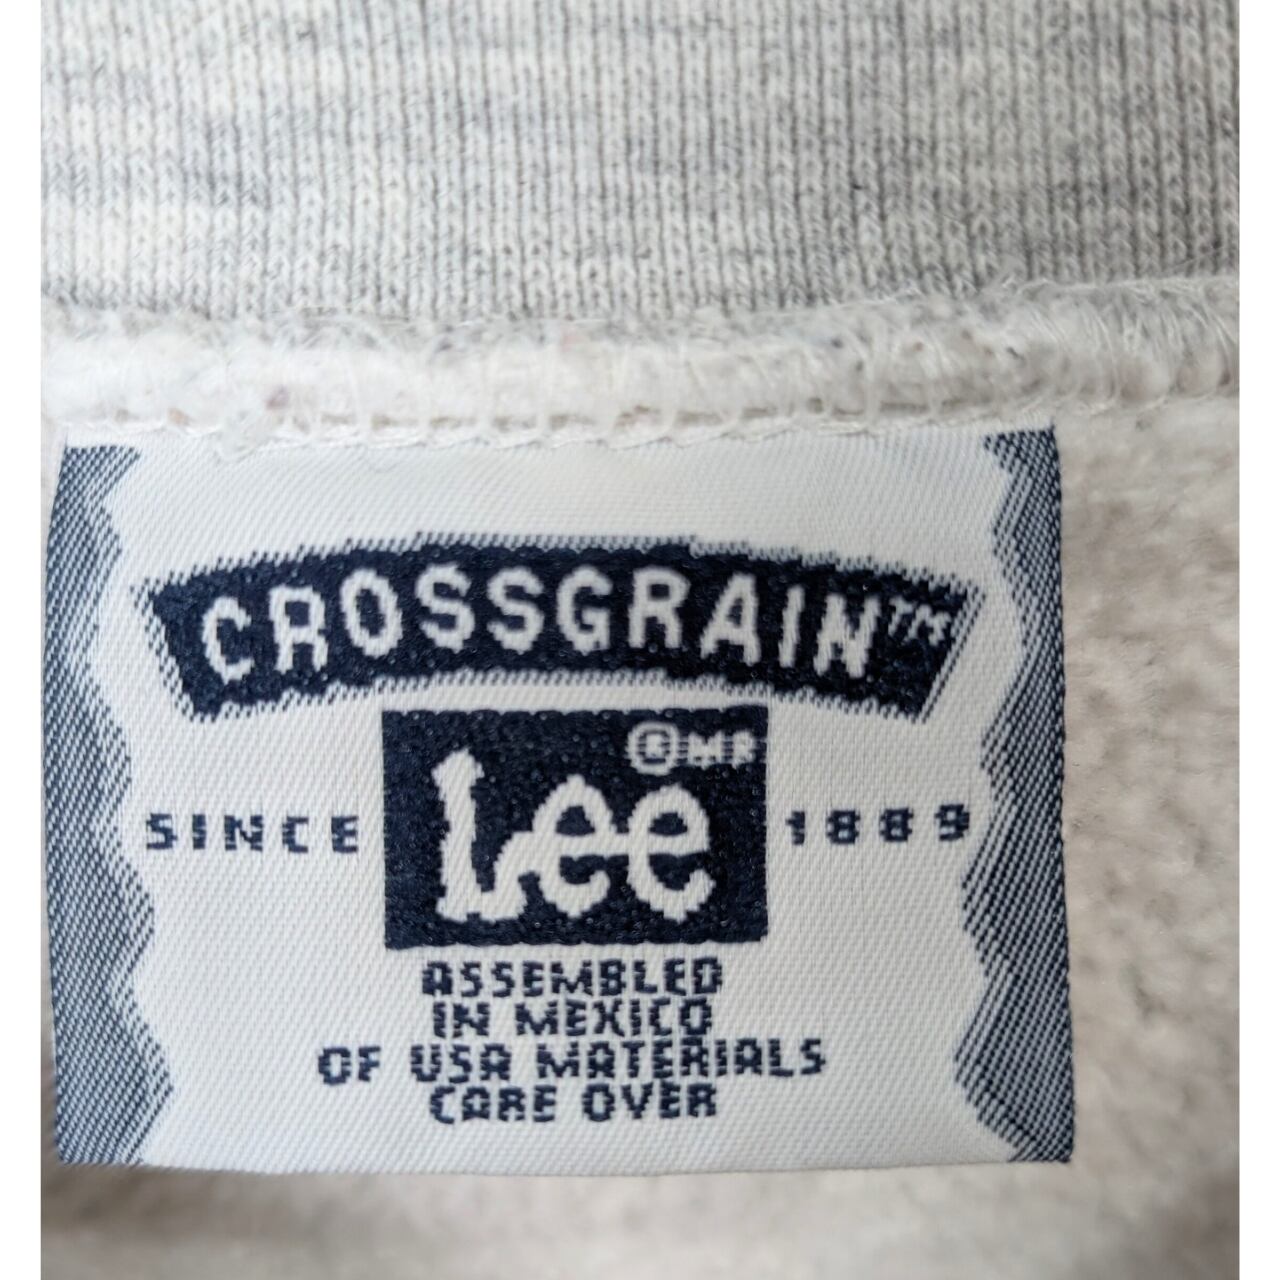 CROSSGRAIN™
® MR
Lee
SINCE 1889
ASSEMBLED
IN MEXICO
OF USA MATERIALS
CARE OVER